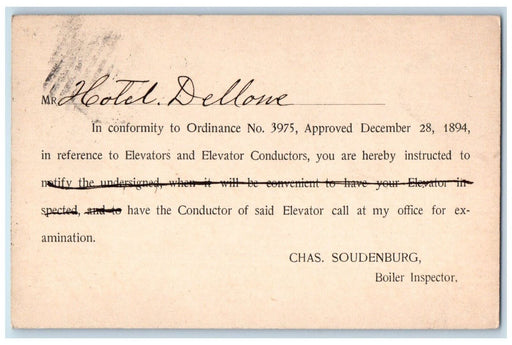 MR Hotel. Dellone
In conformity to Ordinance No. 3975, Approved December 28, 1894,
in reference to Elevators and Elevator Conductors, you are hereby instructed to
notify the undersigned, when it will be convenient to have your Elevator in-
spected, and to have the Conductor of said Elevator call at my office for ex-
amination.
CHAS. SOUDENBURG,
Boiler Inspector.